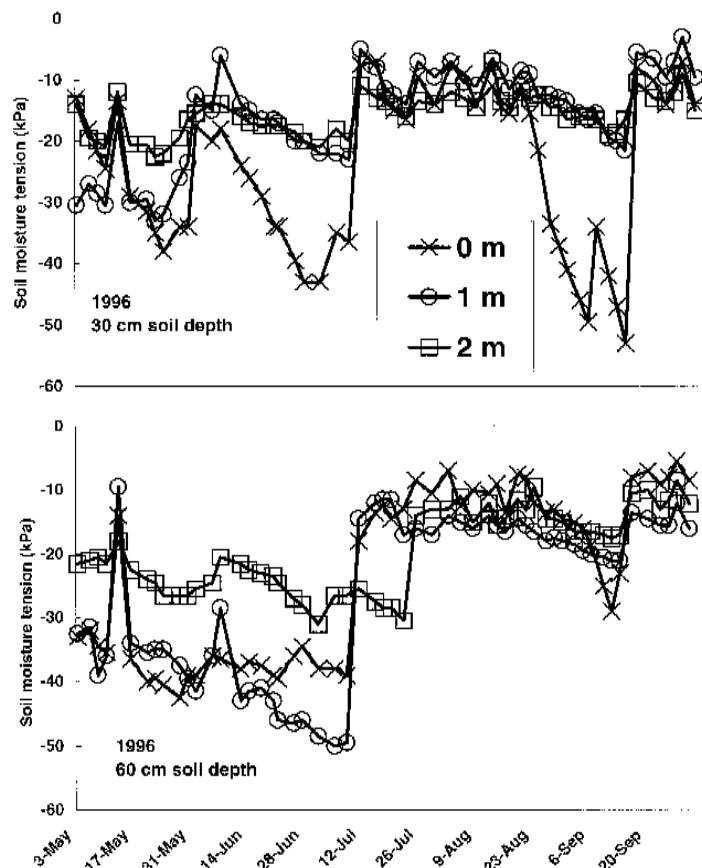 0
-10
-20
-30
-40
-50
-60
Soil moisture tension (kPa)
1996
30 cm soil depth
0 m
1 m
2 m
0
-10
-20
-30
-40
-50
-60
Soil moisture tension (kPa)
1996
60 cm soil depth
3-May
17-May
31-May
14-Jun
28-Jun
12-Jul
26-Jul
9-Aug
23-Aug
6-Sep
20-Sep